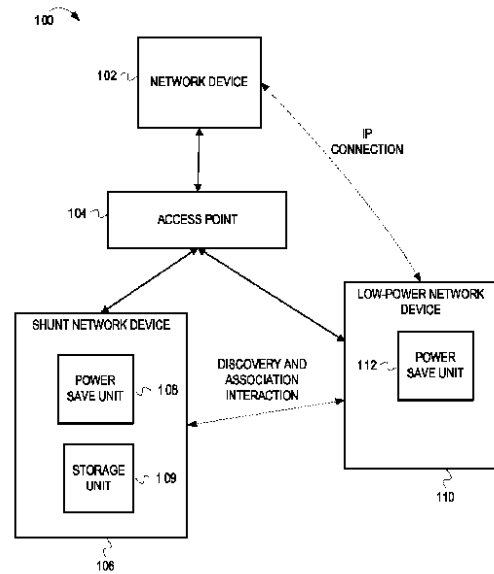 100
102
NETWORK DEVICE
IP
CONNECTION
104
ACCESS POINT
SHUNT NETWORK DEVICE
LOW-POWER NETWORK
DEVICE
POWER
SAVE UNIT
108
DISCOVERY AND
ASSOCIATION
INTERACTION
112
POWER
SAVE UNIT
STORAGE
UNIT
109
110
106